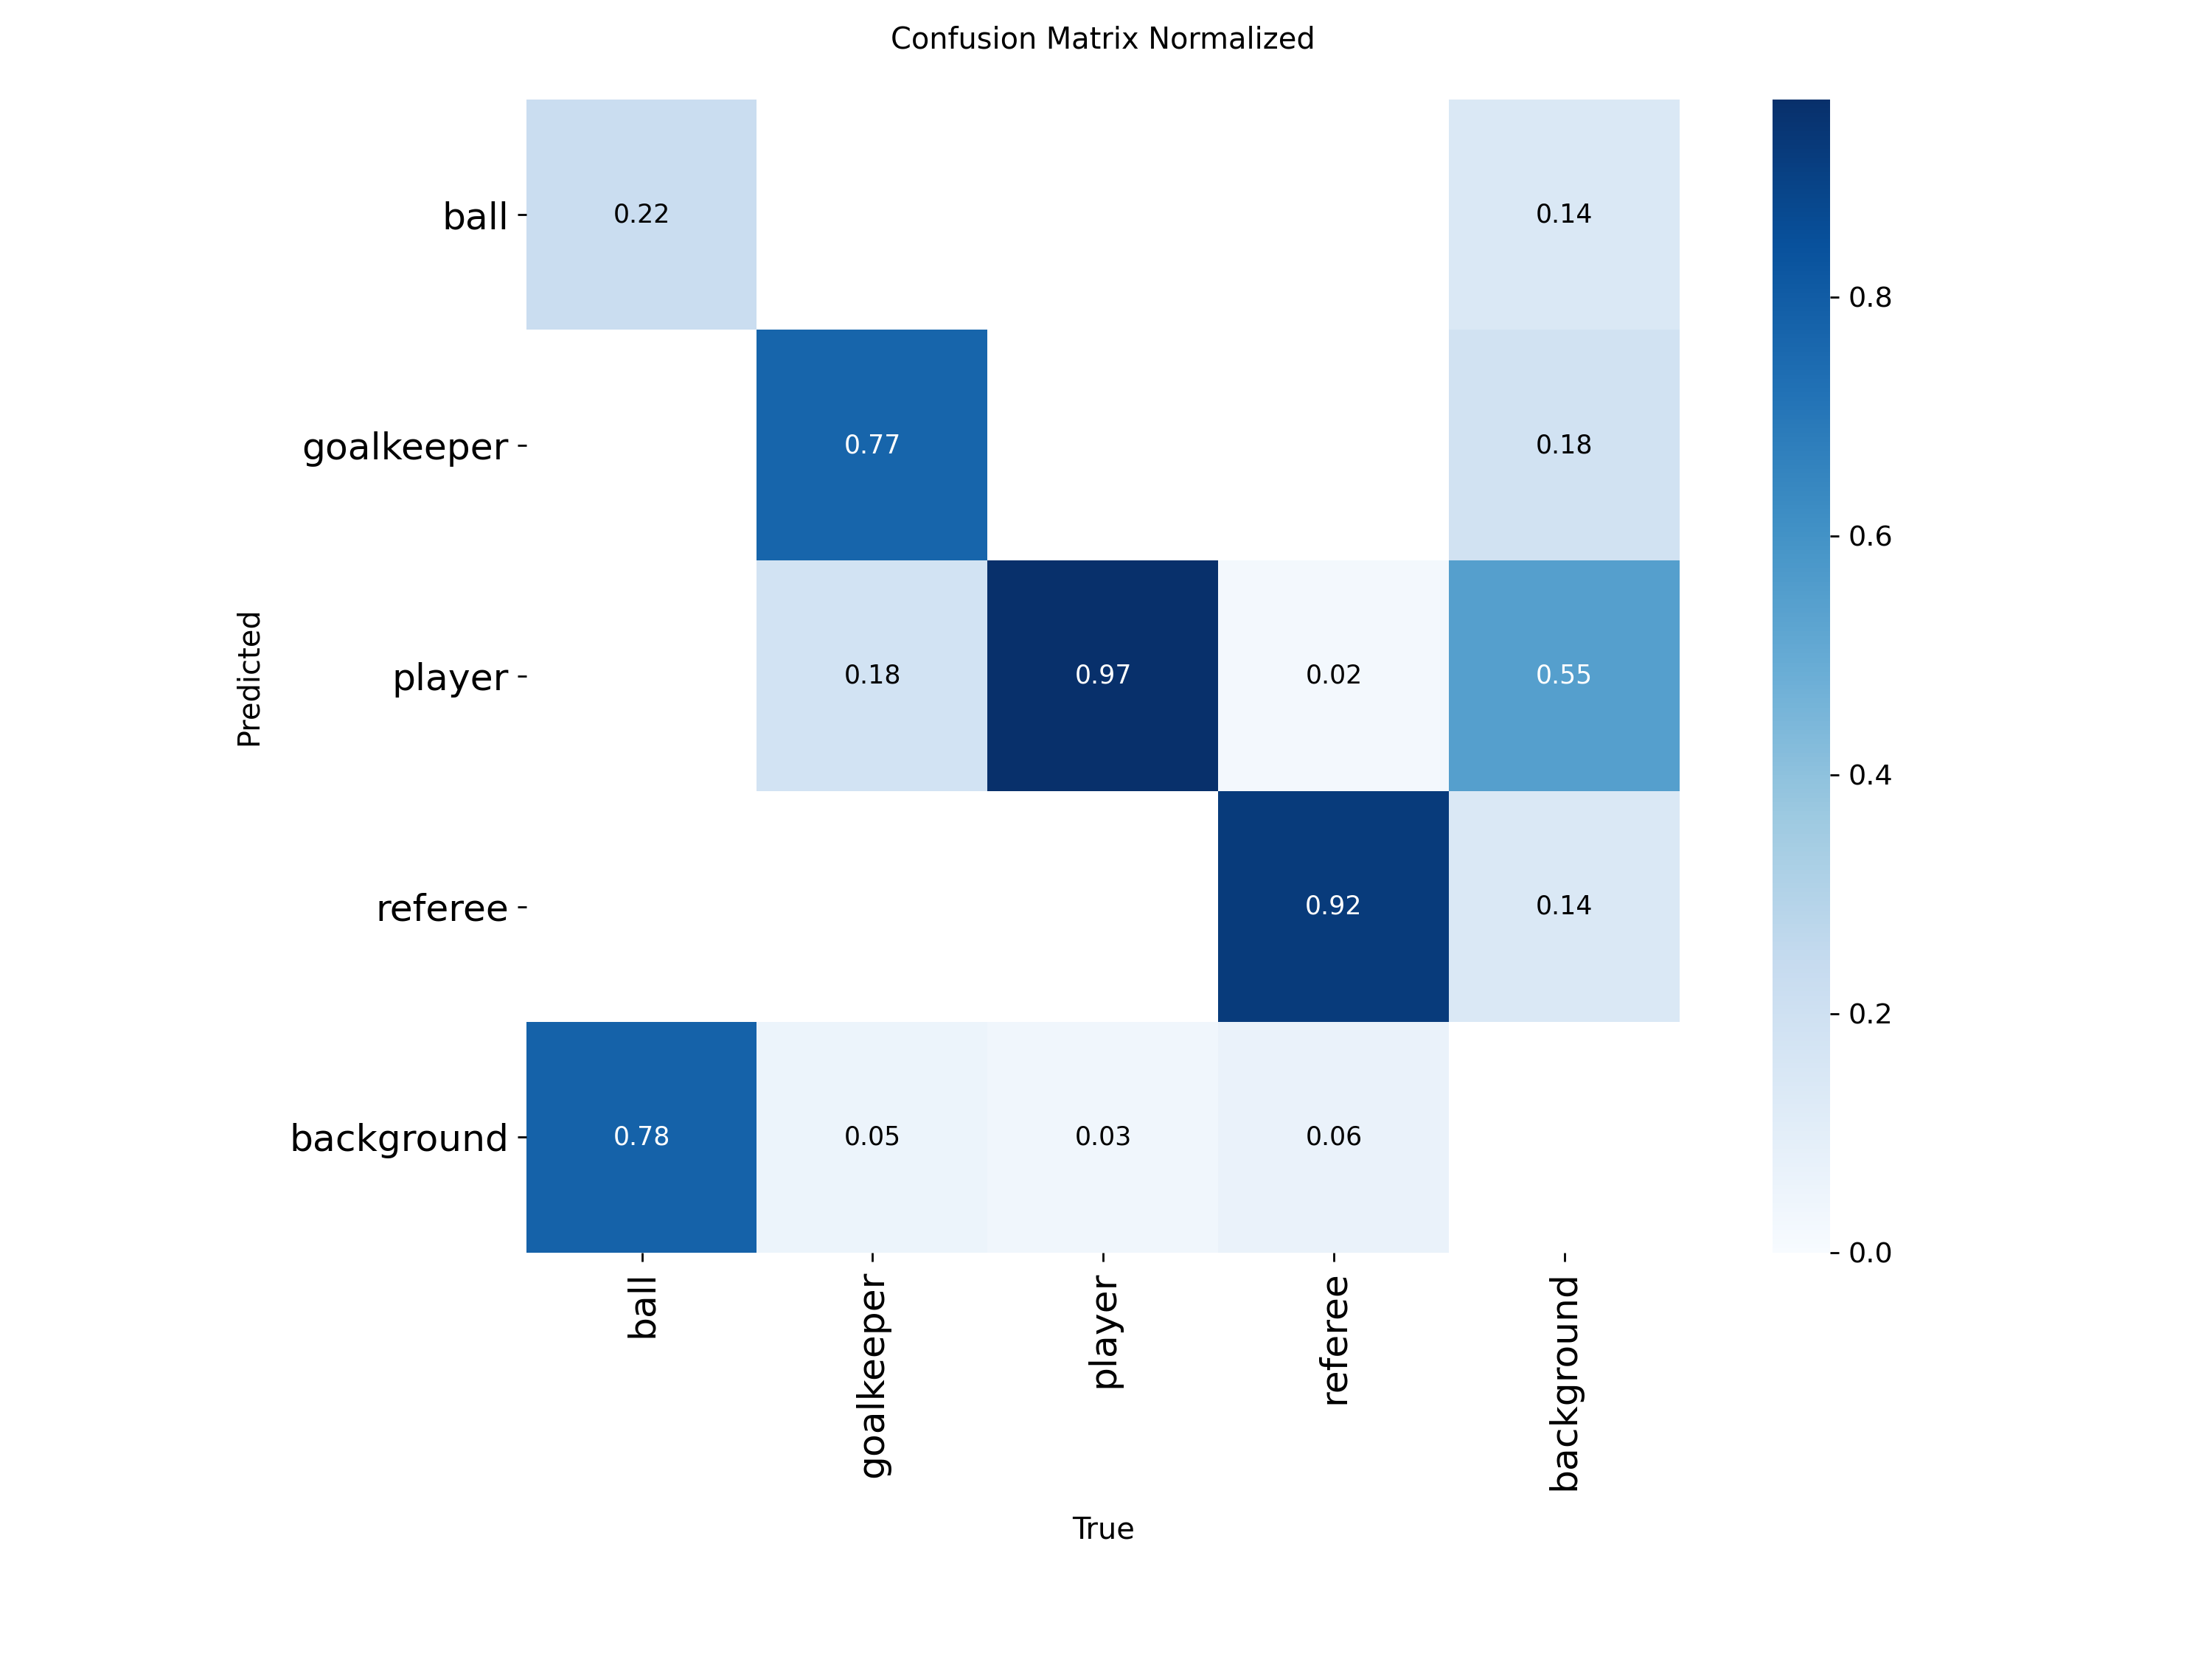 Confusion Matrix Normalized
ball 0.22 0.14
0.8
goalkeeper 0.77 0.18
0.6
Predicted
player 0.18 0.97 0.02 0.55
0.4
referee 0.92 0.14
0.2
background 0.78 0.05 0.03 0.06
0.0
ball goalkeeper player referee background
True